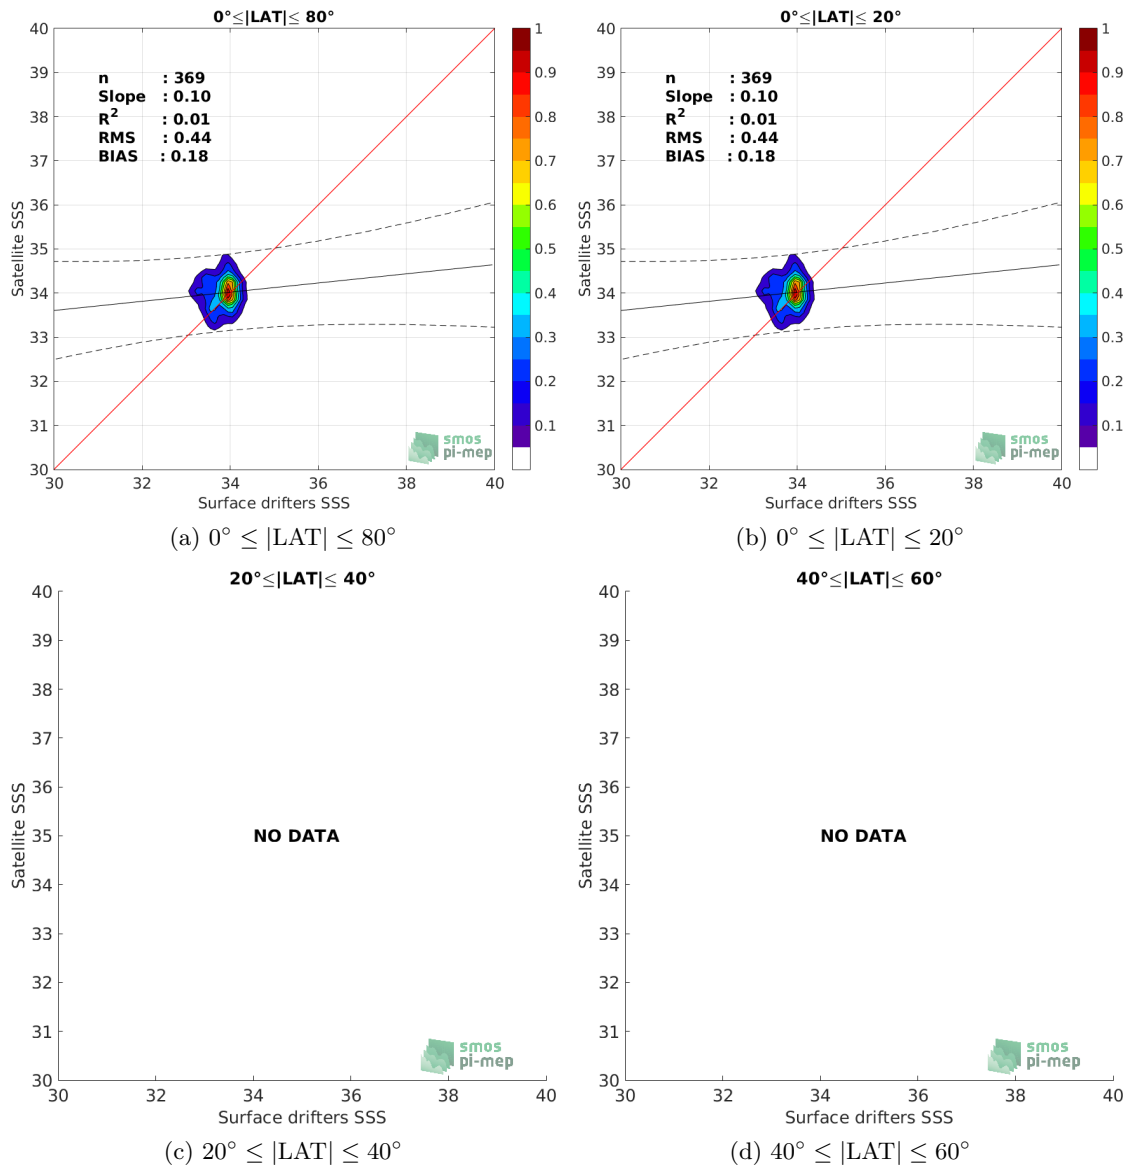 0°≤|LAT|≤ 80°
40
39
38
37
36
35
34
33
32
31
30
Satellite SSS
n : 369
Slope : 0.10
R2 : 0.01
RMS : 0.44
BIAS : 0.18
smos
pi-mep
30 32 34 36 38 40
Surface drifters SSS
1
0.9
0.8
0.7
0.6
0.5
0.4
0.3
0.2
0.1
(a) 0° ≤ |LAT| ≤ 80°
0°≤|LAT|≤ 20°
40
39
38
37
36
35
34
33
32
31
30
Satellite SSS
n : 369
Slope : 0.10
R2 : 0.01
RMS : 0.44
BIAS : 0.18
smos
pi-mep
30 32 34 36 38 40
Surface drifters SSS
1
0.9
0.8
0.7
0.6
0.5
0.4
0.3
0.2
0.1
(b) 0° ≤ |LAT| ≤ 20°
20°≤|LAT|≤ 40°
40
39
38
37
36
35
34
33
32
31
30
Satellite SSS
NO DATA
smos
pi-mep
30 32 34 36 38 40
Surface drifters SSS
(c) 20° ≤ |LAT| ≤ 40°
40°≤|LAT|≤ 60°
40
39
38
37
36
35
34
33
32
31
30
Satellite SSS
NO DATA
smos
pi-mep
30 32 34 36 38 40
Surface drifters SSS
(d) 40° ≤ |LAT| ≤ 60°